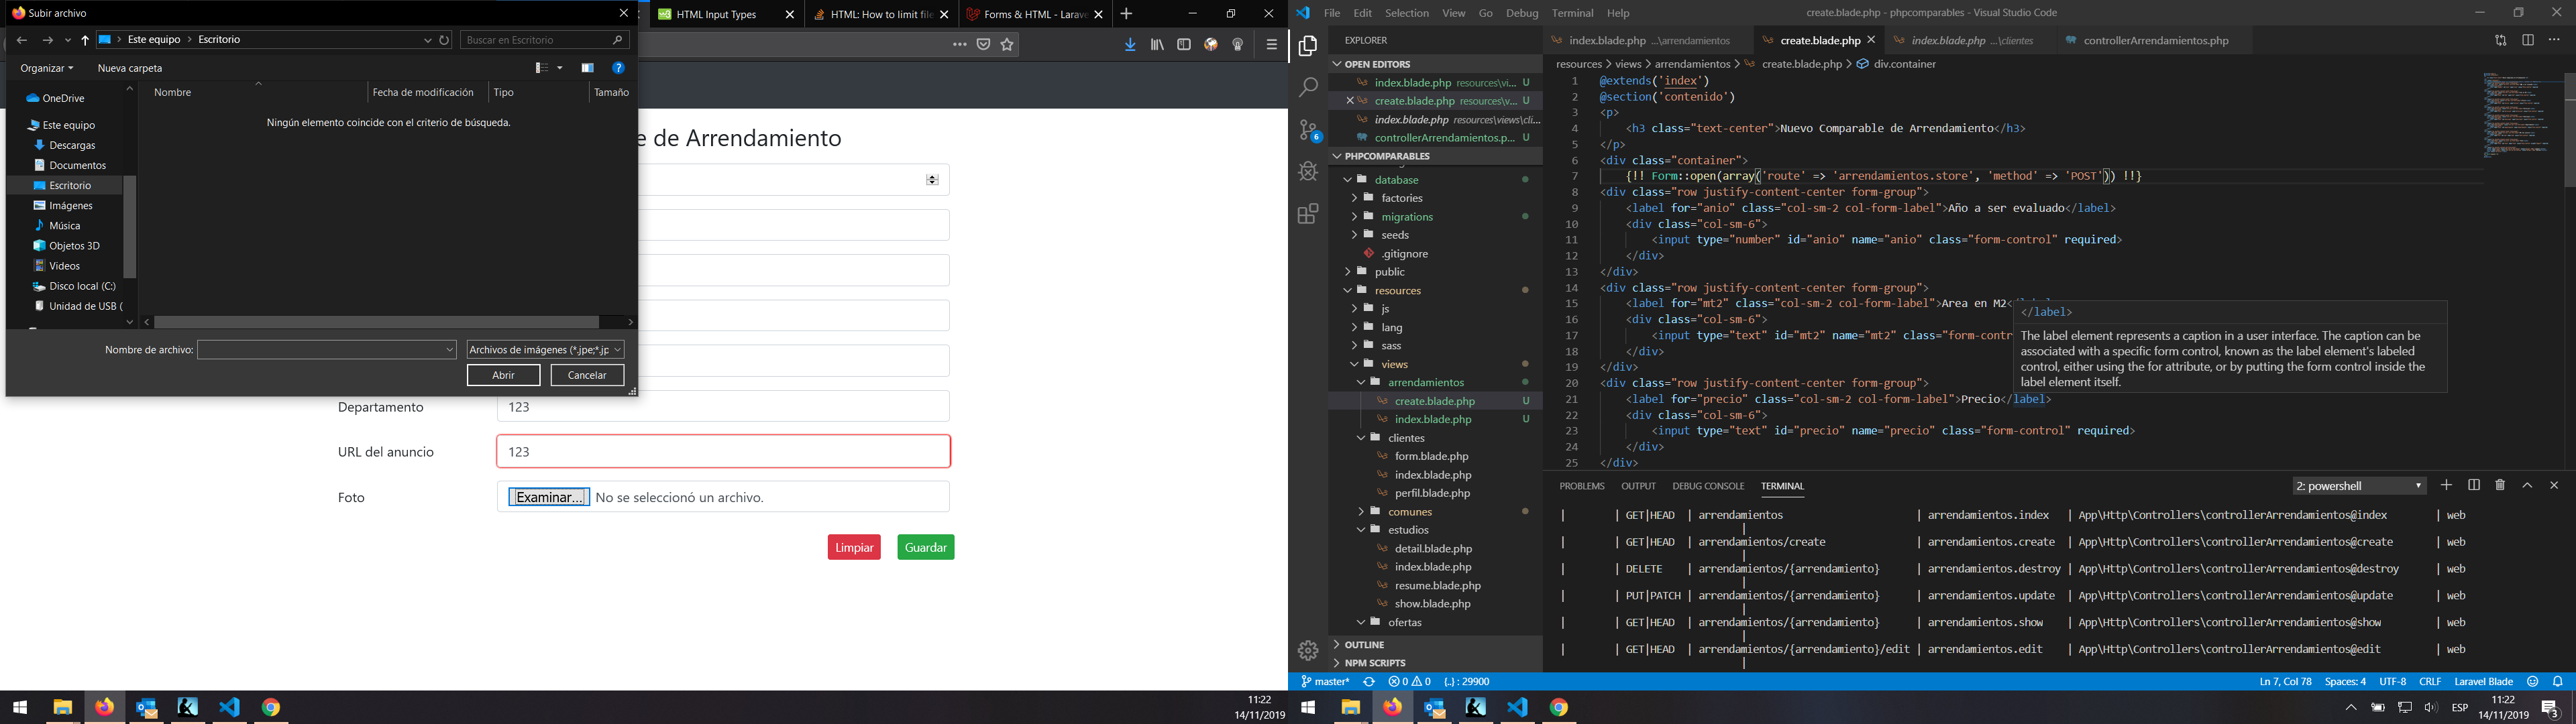 Subir archivo
HTML Input Types
HTML: How to limit file
Forms & HTML - Larave
Este equipo > Escritorio
Buscar en Escritorio
Organizar
Nueva carpeta
Nombre
Fecha de modificación
Tipo
Tamaño
Ningún elemento coincide con el criterio de búsqueda.
OneDrive
Este equipo
Descargas
Documentos
Escritorio
Imágenes
Música
Objetos 3D
Videos
Disco local (C:)
Unidad de USB (
Nombre de archivo:
Archivos de imágenes (*.jpe;*.jp
Abrir
Cancelar
e de Arrendamiento
Departamento
123
URL del anuncio
123
Foto
Examinar...
No se seleccionó un archivo.
Limpiar
Guardar
11:22
14/11/2019
File Edit Selection View Go Debug Terminal Help
create.blade.php - phpcomparables - Visual Studio Code
EXPLORER
OPEN EDITORS
index.blade.php resources\vi... U
create.blade.php resources\v... U
index.blade.php resources\views\cli...
controllerArrendamientos.p... U
PHPCOMPARABLES
database
factories
migrations
seeds
.gitignore
public
resources
js
lang
sass
views
arrendamientos
create.blade.php U
index.blade.php U
clientes
form.blade.php
index.blade.php
perfil.blade.php
comunes
estudios
detail.blade.php
index.blade.php
resume.blade.php
show.blade.php
ofertas
OUTLINE
NPM SCRIPTS
6
index.blade.php ...\arrendamientos
create.blade.php
index.blade.php ...\clientes
controllerArrendamientos.php
resources > views > arrendamientos > create.blade.php > div.container
1 @extends('index')
2 @section('contenido')
3 <p>
4 <h3 class="text-center">Nuevo Comparable de Arrendamiento</h3>
5 </p>
6 <div class="container">
7 {!! Form::open(array('route' => 'arrendamientos.store', 'method' => 'POST')) !!}
8 <div class="row justify-content-center form-group">
9 <label for="anio" class="col-sm-2 col-form-label">Año a ser evaluado</label>
10 <div class="col-sm-6">
11 <input type="number" id="anio" name="anio" class="form-control" required>
12 </div>
13 </div>
14 <div class="row justify-content-center form-group">
15 <label for="mt2" class="col-sm-2 col-form-label">Area en M2<
16 <div class="col-sm-6">
17 <input type="text" id="mt2" name="mt2" class="form-contr
18 </div>
19 </div>
20 <div class="row justify-content-center form-group">
21 <label for="precio" class="col-sm-2 col-form-label">Precio</label>
22 <div class="col-sm-6">
23 <input type="text" id="precio" name="precio" class="form-control" required>
24 </div>
25 </div>
</label>
The label element represents a caption in a user interface. The caption can be
associated with a specific form control, known as the label element's labeled
control, either using the for attribute, or by putting the form control inside the
label element itself.
PROBLEMS OUTPUT DEBUG CONSOLE TERMINAL
2: powershell
| | GET|HEAD | arrendamientos | arrendamientos.index | App\Http\Controllers\controllerArrendamientos@index | web
|
| | GET|HEAD | arrendamientos/create | arrendamientos.create | App\Http\Controllers\controllerArrendamientos@create | web
|
| | DELETE | arrendamientos/{arrendamiento} | arrendamientos.destroy | App\Http\Controllers\controllerArrendamientos@destroy | web
|
| | PUT|PATCH | arrendamientos/{arrendamiento} | arrendamientos.update | App\Http\Controllers\controllerArrendamientos@update | web
|
| | GET|HEAD | arrendamientos/{arrendamiento} | arrendamientos.show | App\Http\Controllers\controllerArrendamientos@show | web
|
| | GET|HEAD | arrendamientos/{arrendamiento}/edit | arrendamientos.edit | App\Http\Controllers\controllerArrendamientos@edit | web
|
master* 0 0 {..} : 29900
Ln 7, Col 78 Spaces: 4 UTF-8 CRLF Laravel Blade
ESP
11:22
14/11/2019
3